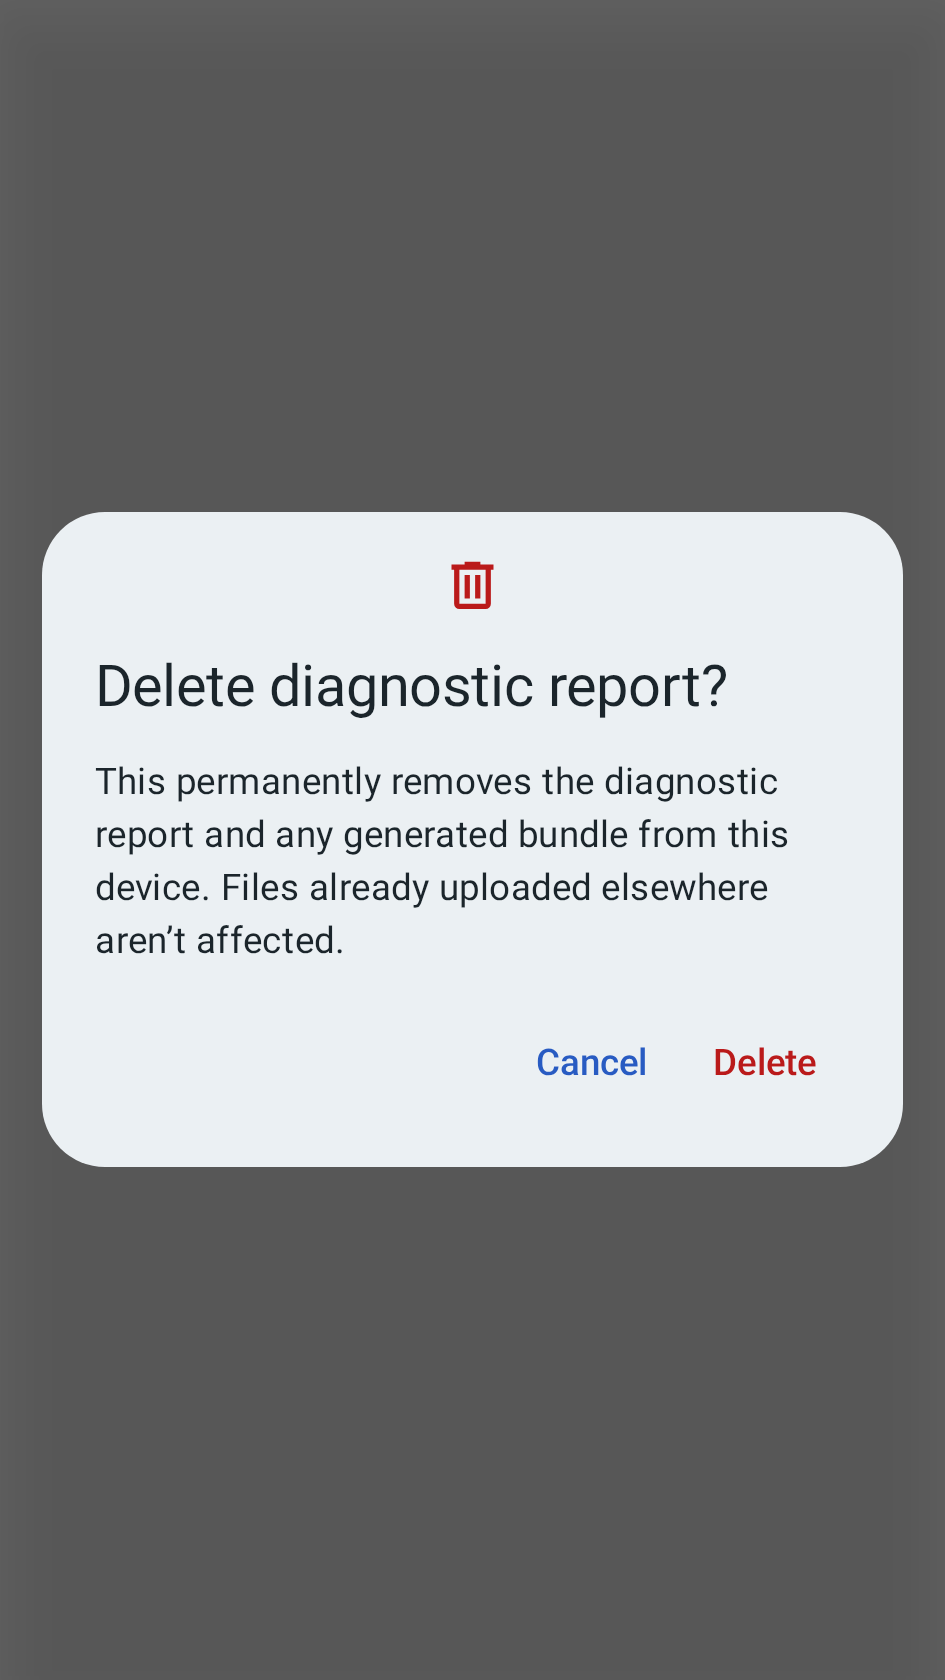 Delete diagnostic report?
This permanently removes the diagnostic
report and any generated bundle from this
device. Files already uploaded elsewhere
aren’t affected.
Cancel Delete